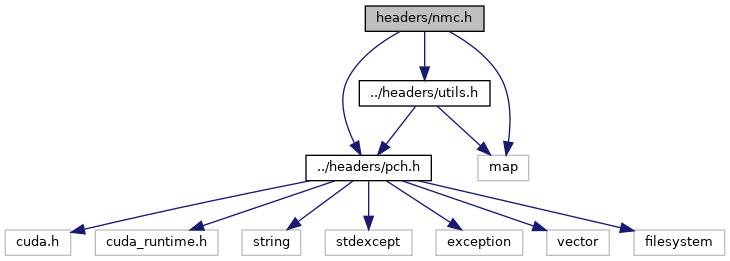 headers/nmc.h
../headers/utils.h
../headers/pch.h
map
cuda.h
cuda_runtime.h
string
stdexcept
exception
vector
filesystem